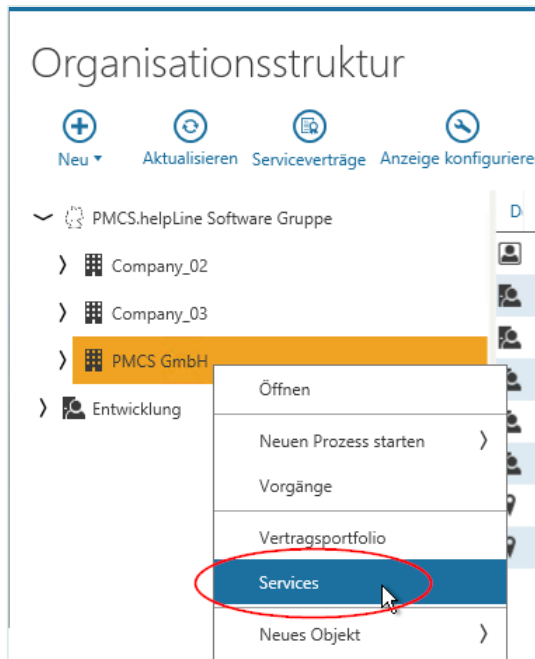 Organisationsstruktur
Neu Aktualisieren Serviceverträge Anzeige konfiguriere
PMCS.helpLine Software Gruppe
Company_02
Company_03
PMCS GmbH
Entwicklung
Öffnen
Neuen Prozess starten
Vorgänge
Vertragsportfolio
Services
Neues Objekt